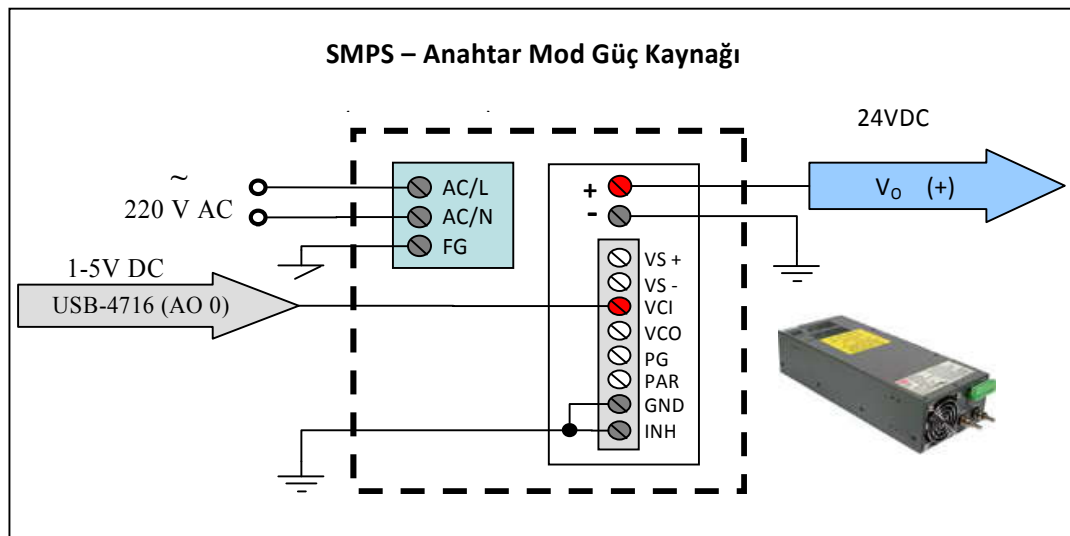 SMPS – Anahtar Mod Güç Kaynağı
24VDC
~
220 V AC
AC/L
AC/N
FG
+
-
V₀ (+)
1-5V DC
USB-4716 (AO 0)
VS +
VS -
VCI
VCO
PG
PAR
GND
INH